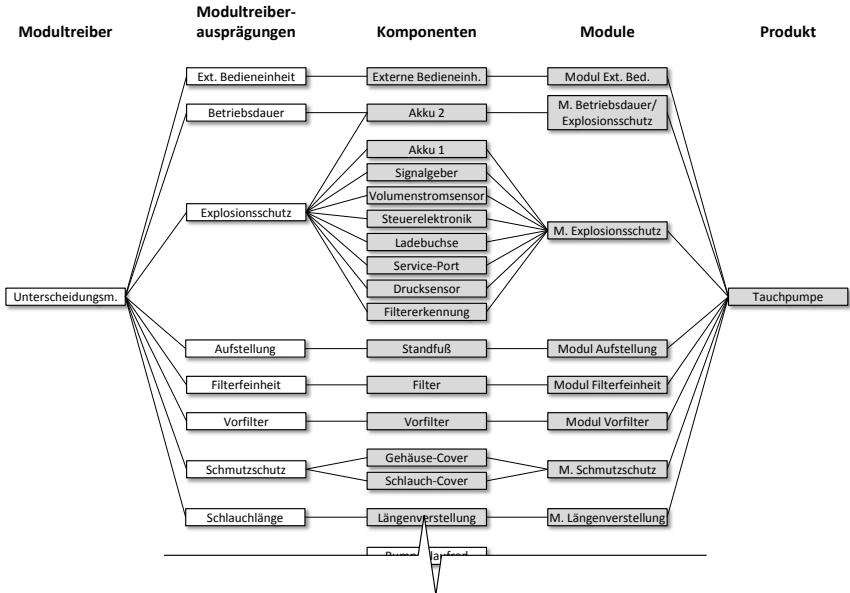 Modultreiber
Modultreiber-
ausprägungen
Komponenten
Module
Produkt
Ext. Bedieneinheit
Externe Bedieneinh.
Modul Ext. Bed.
Betriebsdauer
Akku 2
M. Betriebsdauer/
Explosionsschutz
Akku 1
Signalgeber
Volumenstromsensor
Explosionsschutz
Steuerelektronik
Ladebuchse
M. Explosionsschutz
Service-Port
Drucksensor
Filtererkennung
Unterscheidungsm.
Tauchpumpe
Aufstellung
Standfuß
Modul Aufstellung
Filterfeinheit
Filter
Modul Filterfeinheit
Vorfilter
Vorfilter
Modul Vorfilter
Schmutzschutz
Gehäuse-Cover
Schlauch-Cover
M. Schmutzschutz
Schlauchlänge
Längenverstellung
M. Längenverstellung